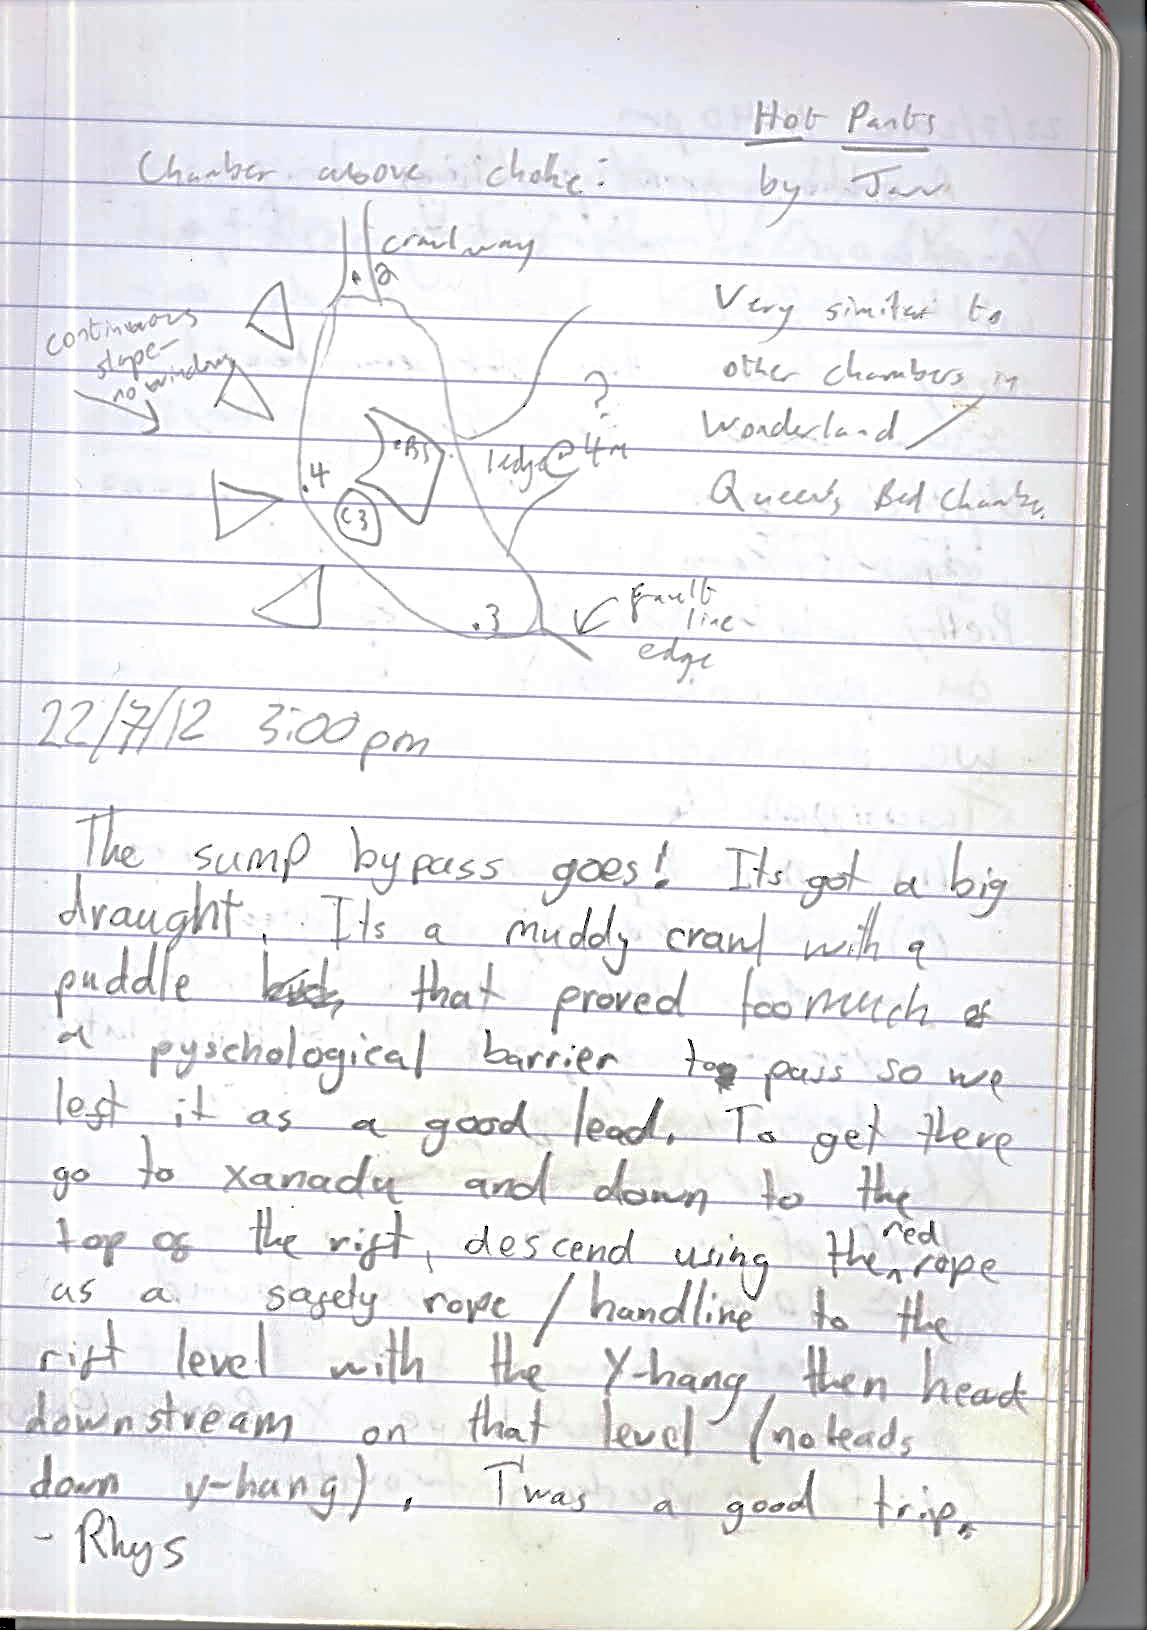 Hot Pants
Chamber above choke:
by Jan
crawlway
2
continuous
slope-
no window
Very similar to
other chambers in
Wonderland /
Queens Bed Chamber
?
ledge @ 4m
.4
C3
.3
fault
line-
edge
22/7/12 3:00pm
The sump bypass goes! Its got a big
draught. Its a muddy crawl with a
puddle that proved too much of
a pyschological barrier to pass so we
left it as a good lead. To get there
go to xanadu and down to the
top of the rift, descend using the red rope
as a safety rope / handline to the
rift level with the Y-hang then head
downstream on that level (no leads
down y-hang). Twas a good trip.
- Rhys